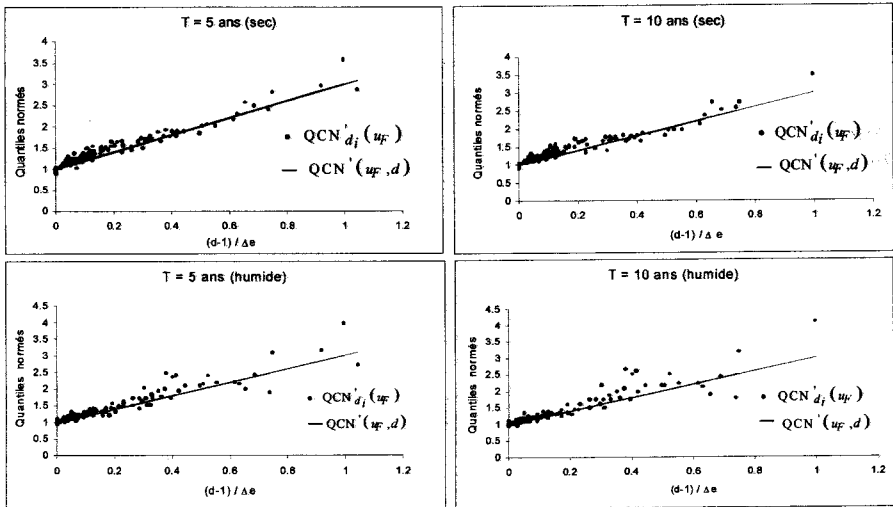 T = 5 ans (sec)
Quantiles normés
4
3.5
3
2.5
2
1.5
1
0.5
0
0 0.2 0.4 0.6 0.8 1 1.2
(d-1) / Δe
QCN'di(uF)
QCN'(uF,d)
T = 10 ans (sec)
Quantiles normés
4
3.5
3
2.5
2
1.5
1
0.5
0
0 0.2 0.4 0.6 0.8 1 1.2
(d-1) / Δe
QCN'di(uF)
QCN'(uF,d)
T = 5 ans (humide)
Quantiles normés
4.5
4
3.5
3
2.5
2
1.5
1
0.5
0
0 0.2 0.4 0.6 0.8 1 1.2
(d-1) / Δe
QCN'di(uF)
QCN'(uF,d)
T = 10 ans (humide)
Quantiles normés
4.5
4
3.5
3
2.5
2
1.5
1
0.5
0
0 0.2 0.4 0.6 0.8 1 1.2
(d-1) / Δe
QCN'di(uF)
QCN'(uF,d)